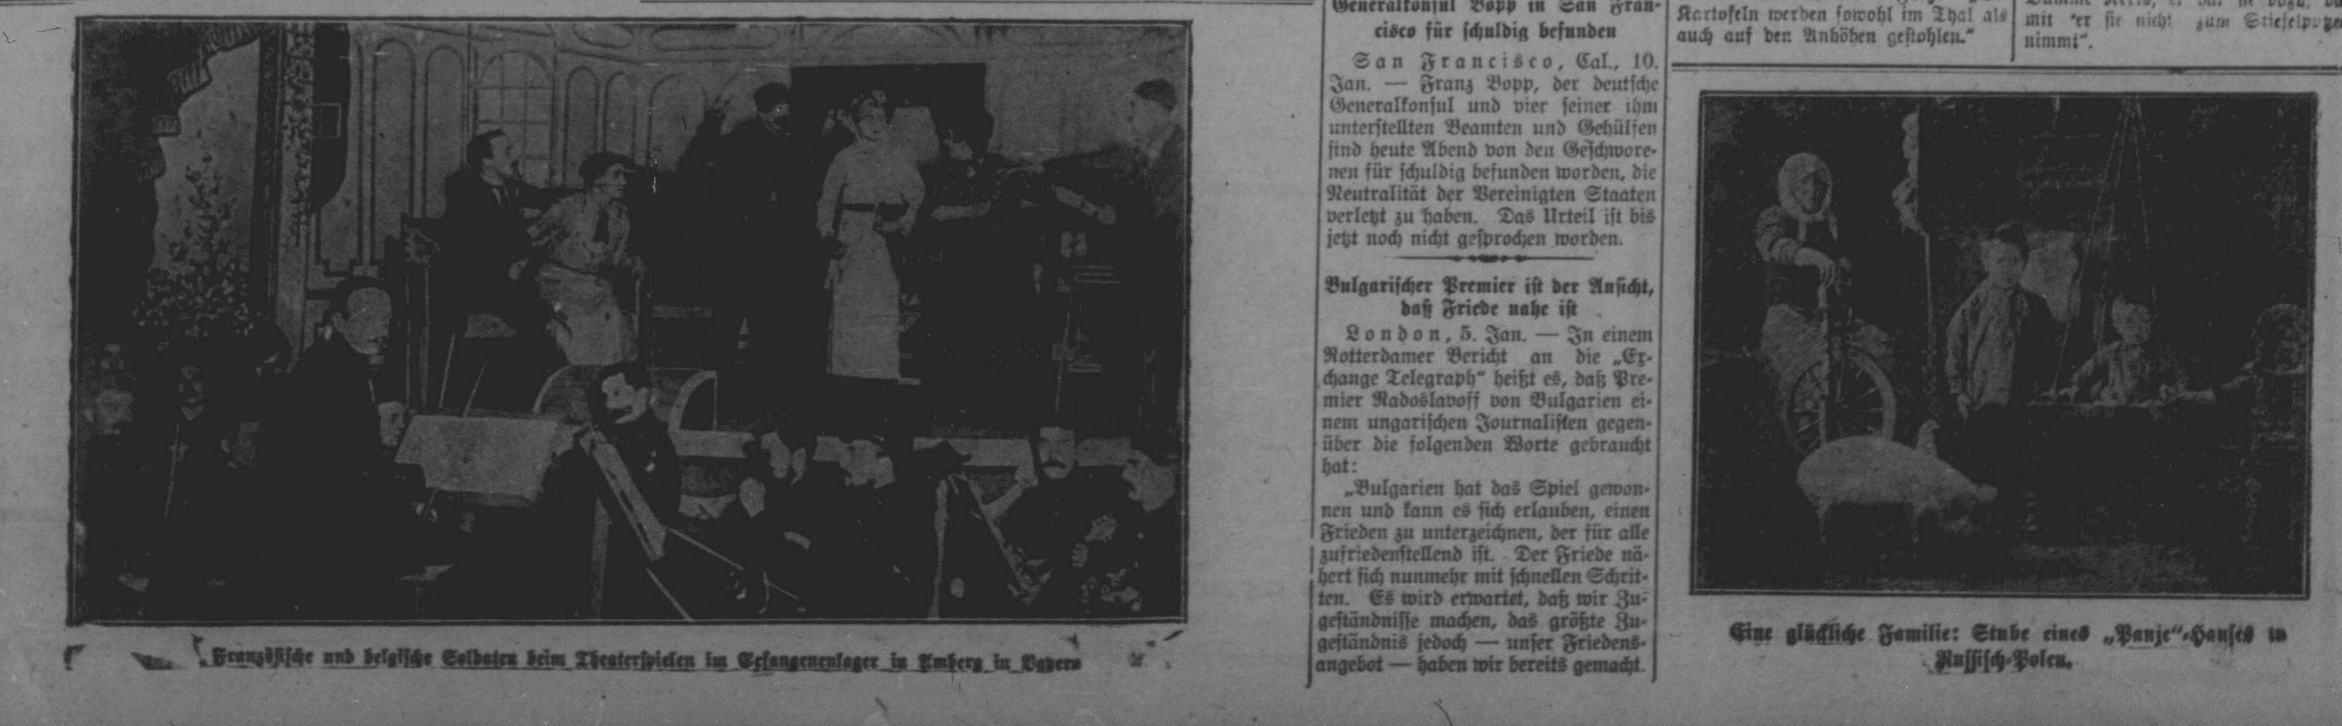 Französische und belgische Soldaten beim Theaterspielen im Gefangenenlager in Amberg in Bayern
Generalkonsul Bopp in San Fran-
cisco für schuldig befunden
San Francisco, Cal., 10.
Jan. — Franz Bopp, der deutsche
Generalkonsul und vier seiner ihm
unterstellten Beamten und Gehülfen
sind heute Abend von den Geschwore-
nen für schuldig befunden worden, die
Neutralität der Vereinigten Staaten
verletzt zu haben. Das Urteil ist bis
jetzt noch nicht gesprochen worden.
Bulgarischer Premier ist der Ansicht,
daß Friede nahe ist
London, 5. Jan. — In einem
Rotterdamer Bericht an die „Ex-
change Telegraph“ heißt es, daß Pre-
mier Radoslavoff von Bulgarien ei-
nem ungarischen Journalisten gegen-
über die folgenden Worte gebraucht
hat:
„Bulgarien hat das Spiel gewon-
nen und kann es sich erlauben, einen
Frieden zu unterzeichnen, der für alle
zufriedenstellend ist. Der Friede nä-
hert sich nunmehr mit schnellen Schrit-
ten. Es wird erwartet, daß wir Zu-
geständnisse machen, das größte Zu-
geständnis jedoch — unser Friedens-
angebot — haben wir bereits gemacht.
Kartofeln werden sowohl im Thal als
auch auf den Anhöhen gestohlen.“
mit er sie nicht zum Stiefelputzen
nimmt“.
Eine glückliche Familie: Stube eines „Panje“-Hauses in
Russisch-Polen.